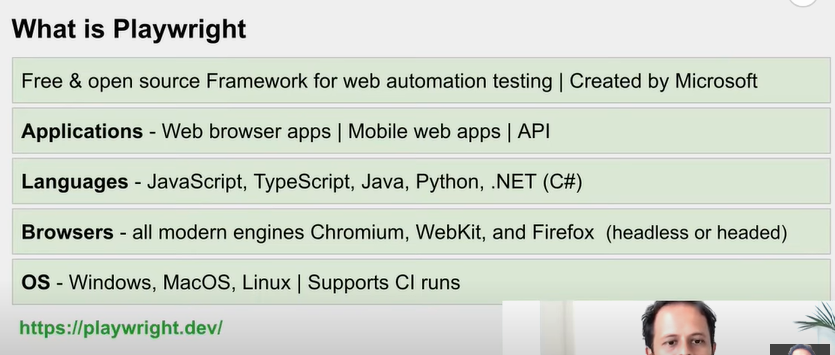 What is Playwright
Free & open source Framework for web automation testing | Created by Microsoft
Applications - Web browser apps | Mobile web apps | API
Languages - JavaScript, TypeScript, Java, Python, .NET (C#)
Browsers - all modern engines Chromium, WebKit, and Firefox (headless or headed)
OS - Windows, MacOS, Linux | Supports CI runs
https://playwright.dev/